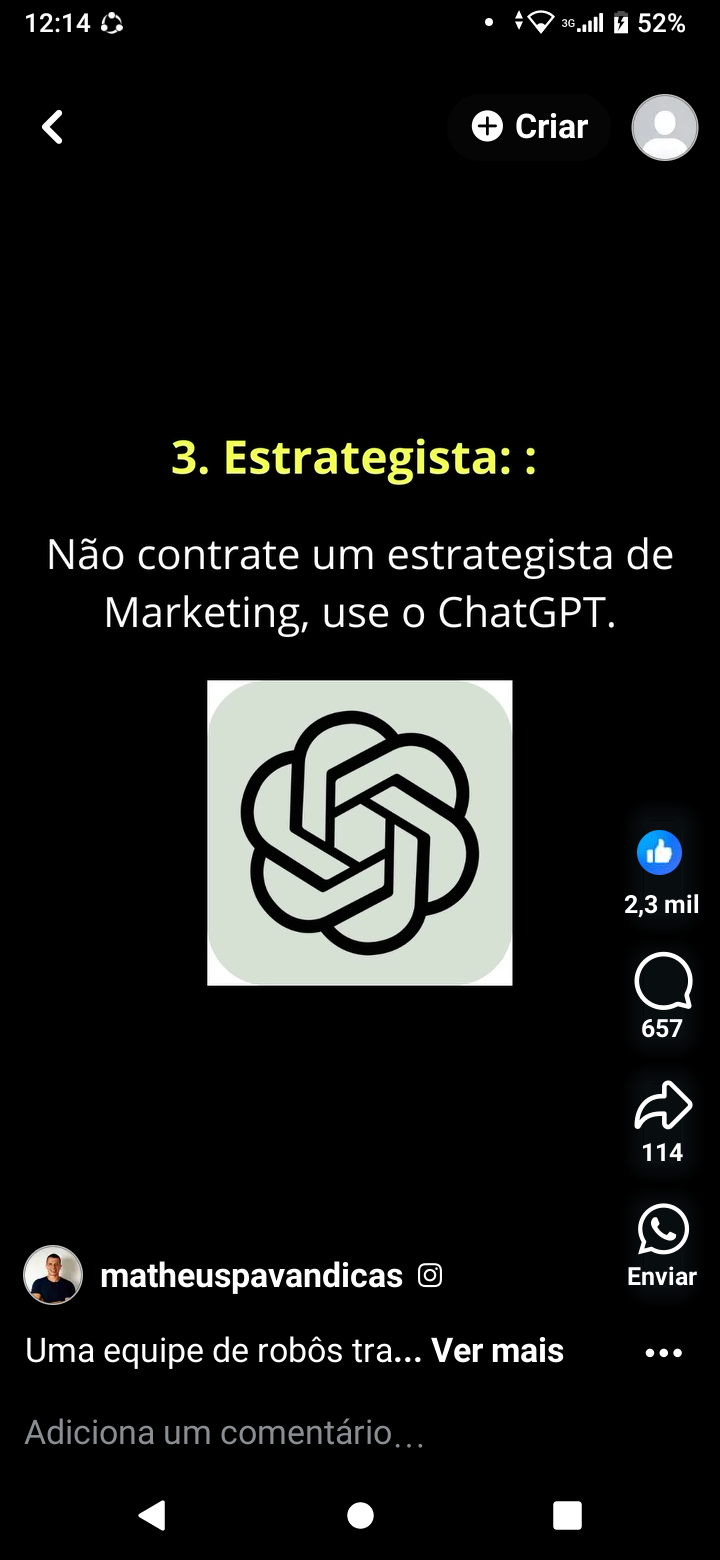 12:14
3G 52%
Criar
3. Estrategista: :
Não contrate um estrategista de
Marketing, use o ChatGPT.
2,3 mil
657
114
Enviar
matheuspavandicas
Uma equipe de robôs tra... Ver mais
Adiciona um comentário...